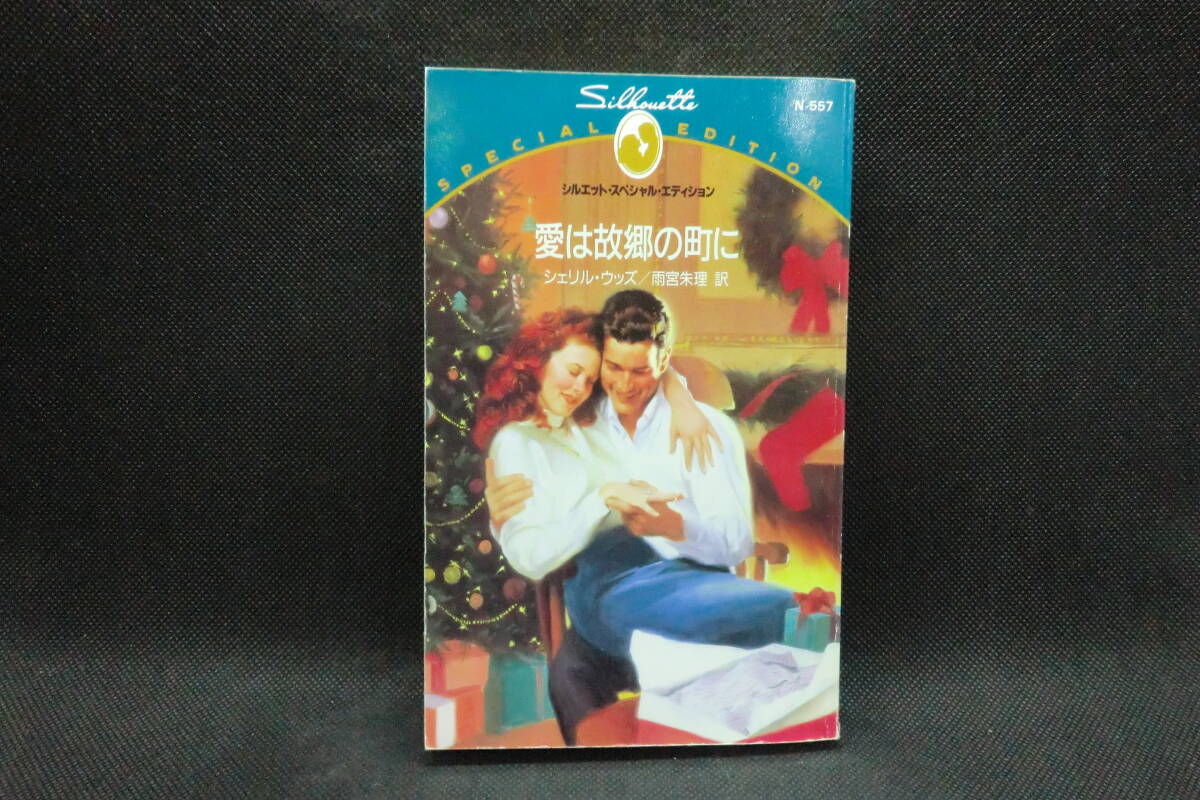 Silhouette
N-557
SPECIAL EDITION
シルエット・スペシャル・エディション
愛は故郷の町に
シェリル・ウッズ/雨宮朱理 訳